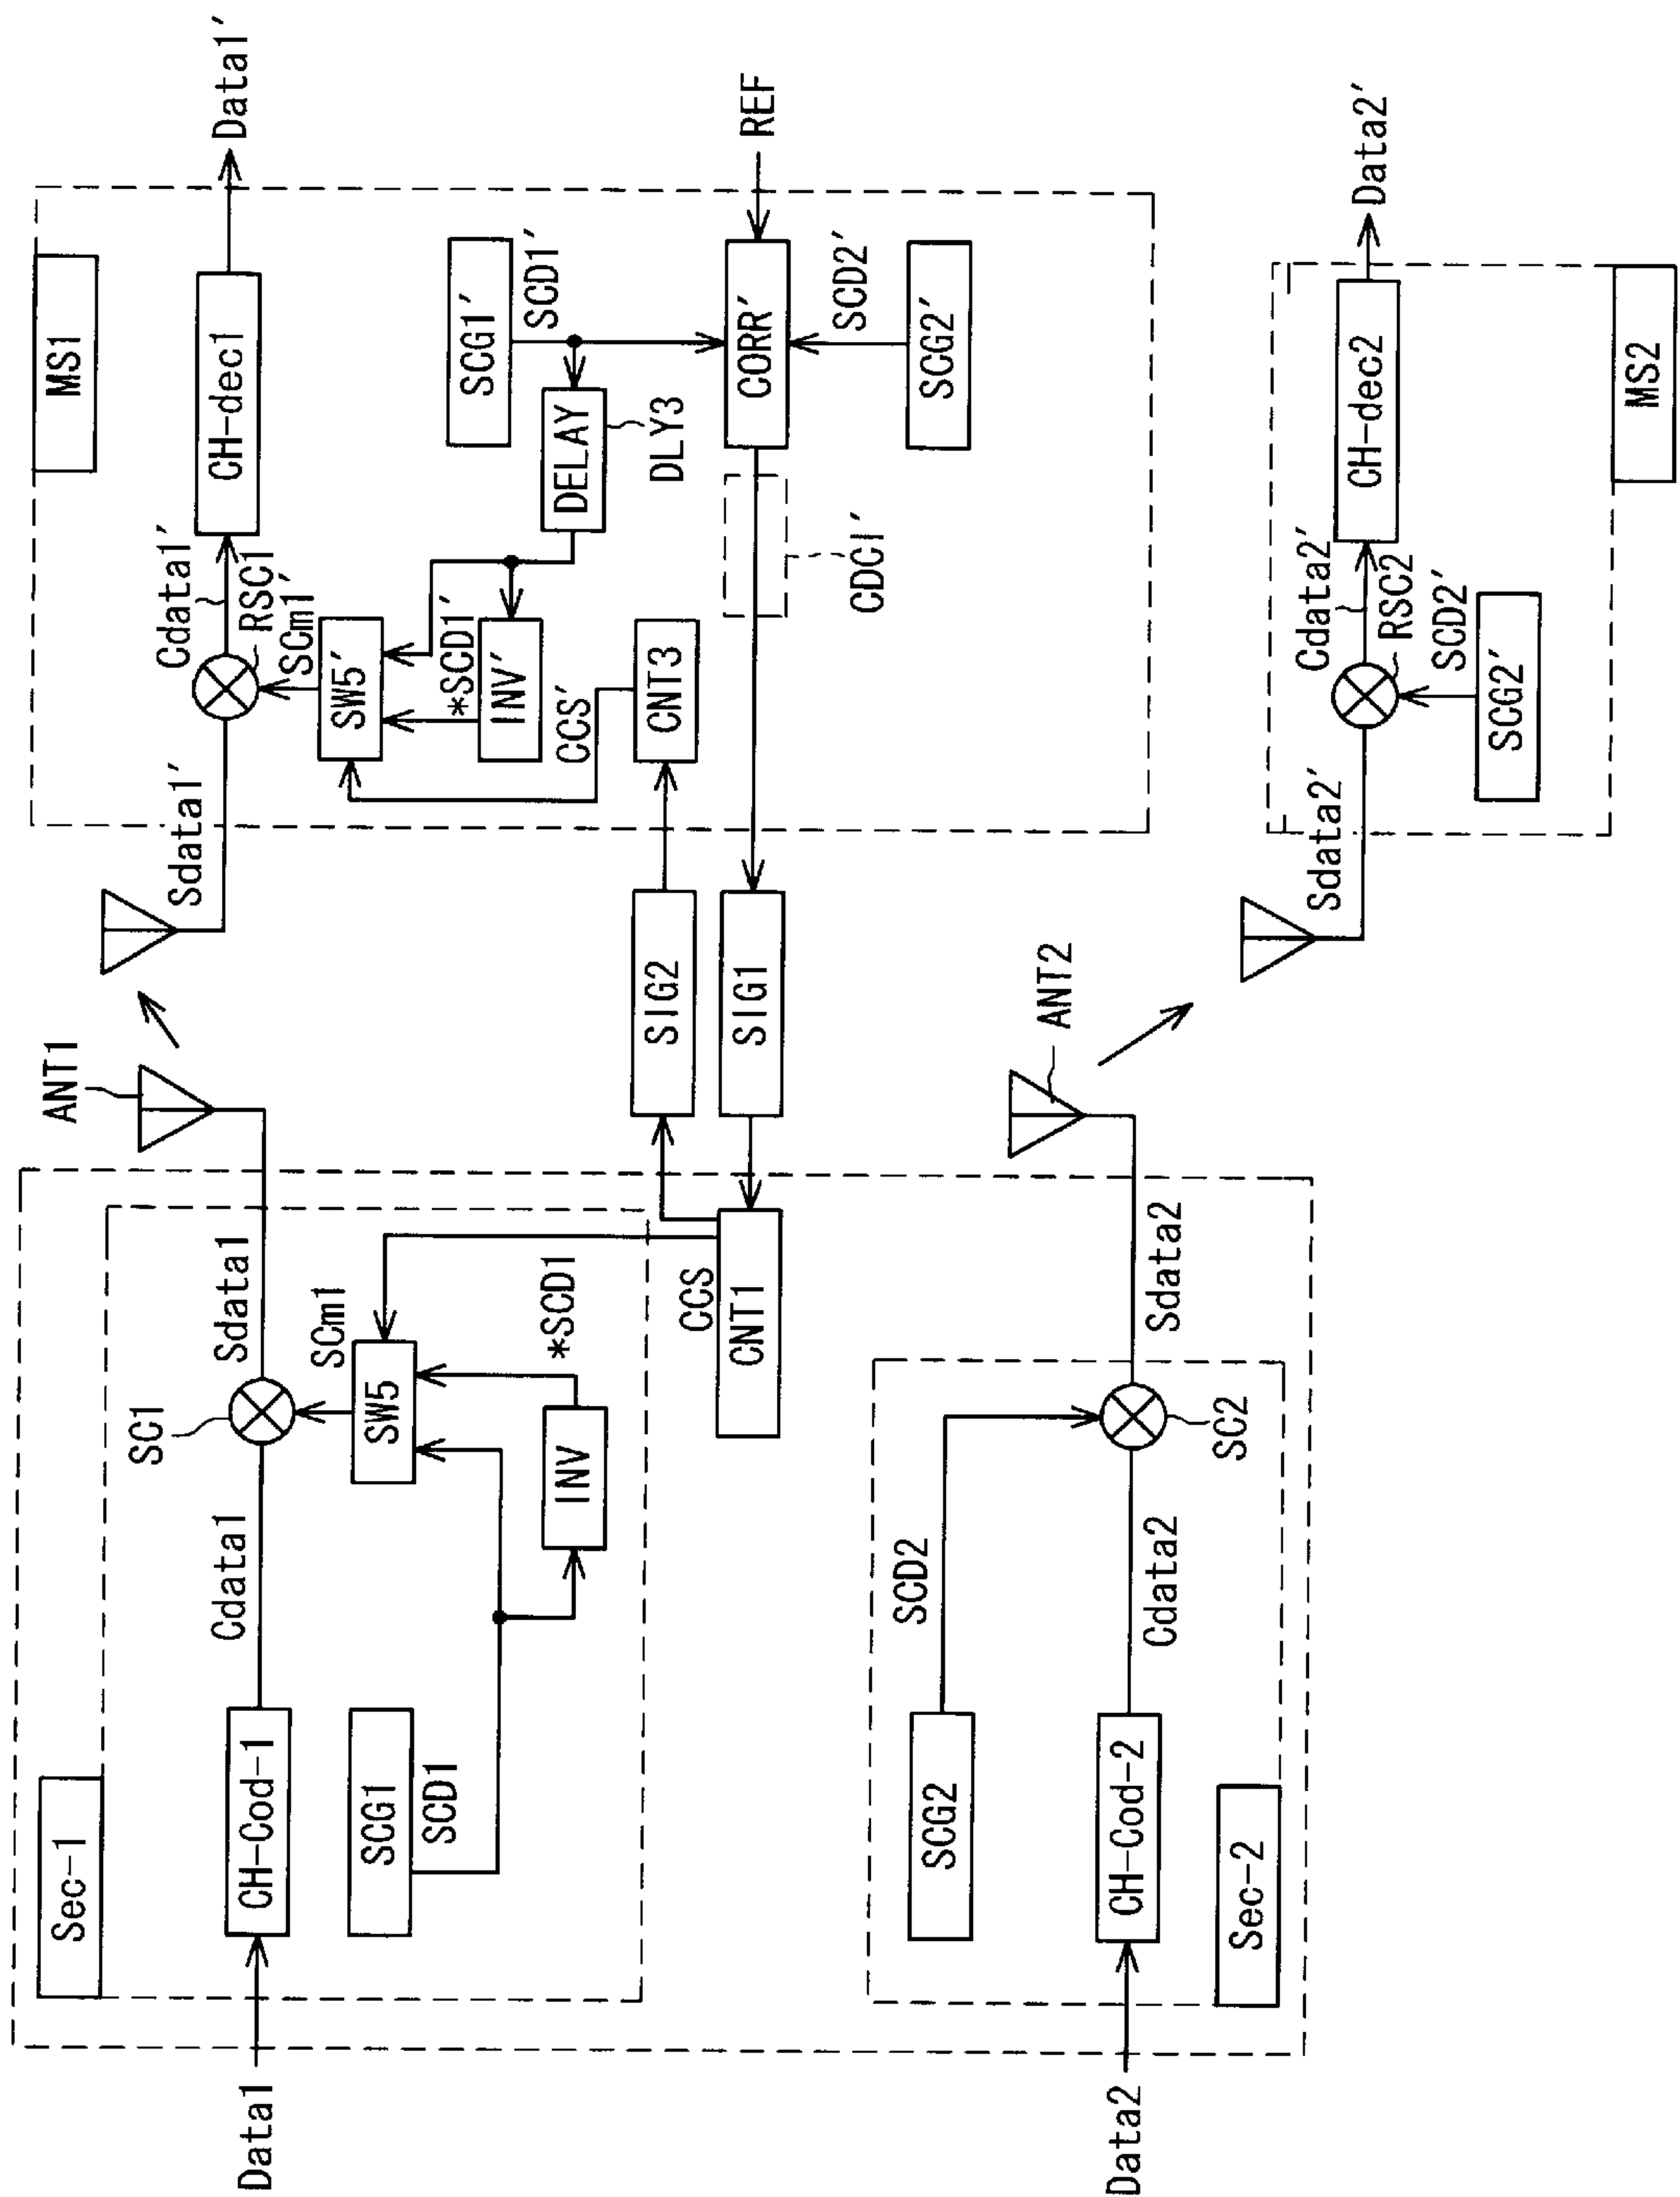 Data1
Sec-1
CH-Cod-1
Cdata1
SC1
Sdata1
ANT1
SCG1
SCD1
INV
SW5
SCm1
*SCD1
CCS
CNT1
SIG2
SIG1
Data2
Sec-2
CH-Cod-2
Cdata2
SCG2
SCD2
SC2
Sdata2
ANT2
MS1
Sdata1'
Cdata1'
RSC1
SCm1'
CH-dec1
Data1'
SW5'
*SCD1'
INV'
CCS'
CNT3
SCG1'
SCD1'
DELAY
DLY3
CORR'
REF
CDC1'
SCD2'
SCG2'
Sdata2'
Cdata2'
RSC2
SCD2'
SCG2'
CH-dec2
Data2'
MS2